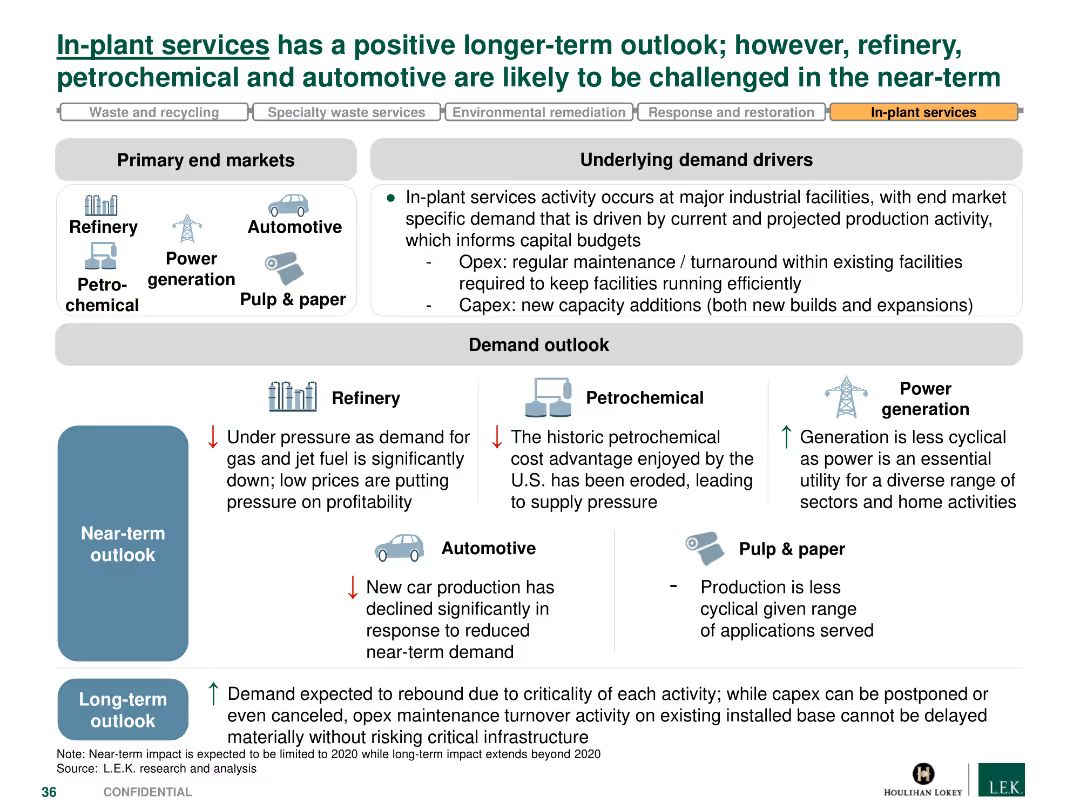 In-plant services has a positive longer-term outlook; however, refinery,
petrochemical and automotive are likely to be challenged in the near-term
Waste and recycling
Specialty waste services
Environmental remediation
Response and restoration
In-plant services
Primary end markets
Refinery
Automotive
Power
generation
Petro-
chemical
Pulp & paper
Underlying demand drivers
● In-plant services activity occurs at major industrial facilities, with end market
specific demand that is driven by current and projected production activity,
which informs capital budgets
- Opex: regular maintenance / turnaround within existing facilities
required to keep facilities running efficiently
- Capex: new capacity additions (both new builds and expansions)
Demand outlook
Near-term
outlook
Refinery
↓ Under pressure as demand for
gas and jet fuel is significantly
down; low prices are putting
pressure on profitability
Petrochemical
↓ The historic petrochemical
cost advantage enjoyed by the
U.S. has been eroded, leading
to supply pressure
Power
generation
↑ Generation is less cyclical
as power is an essential
utility for a diverse range of
sectors and home activities
Automotive
↓ New car production has
declined significantly in
response to reduced
near-term demand
Pulp & paper
- Production is less
cyclical given range
of applications served
Long-term
outlook
↑ Demand expected to rebound due to criticality of each activity; while capex can be postponed or
even canceled, opex maintenance turnover activity on existing installed base cannot be delayed
materially without risking critical infrastructure
Note: Near-term impact is expected to be limited to 2020 while long-term impact extends beyond 2020
Source: L.E.K. research and analysis
36
CONFIDENTIAL
HOULIHAN LOKEY
L.E.K.